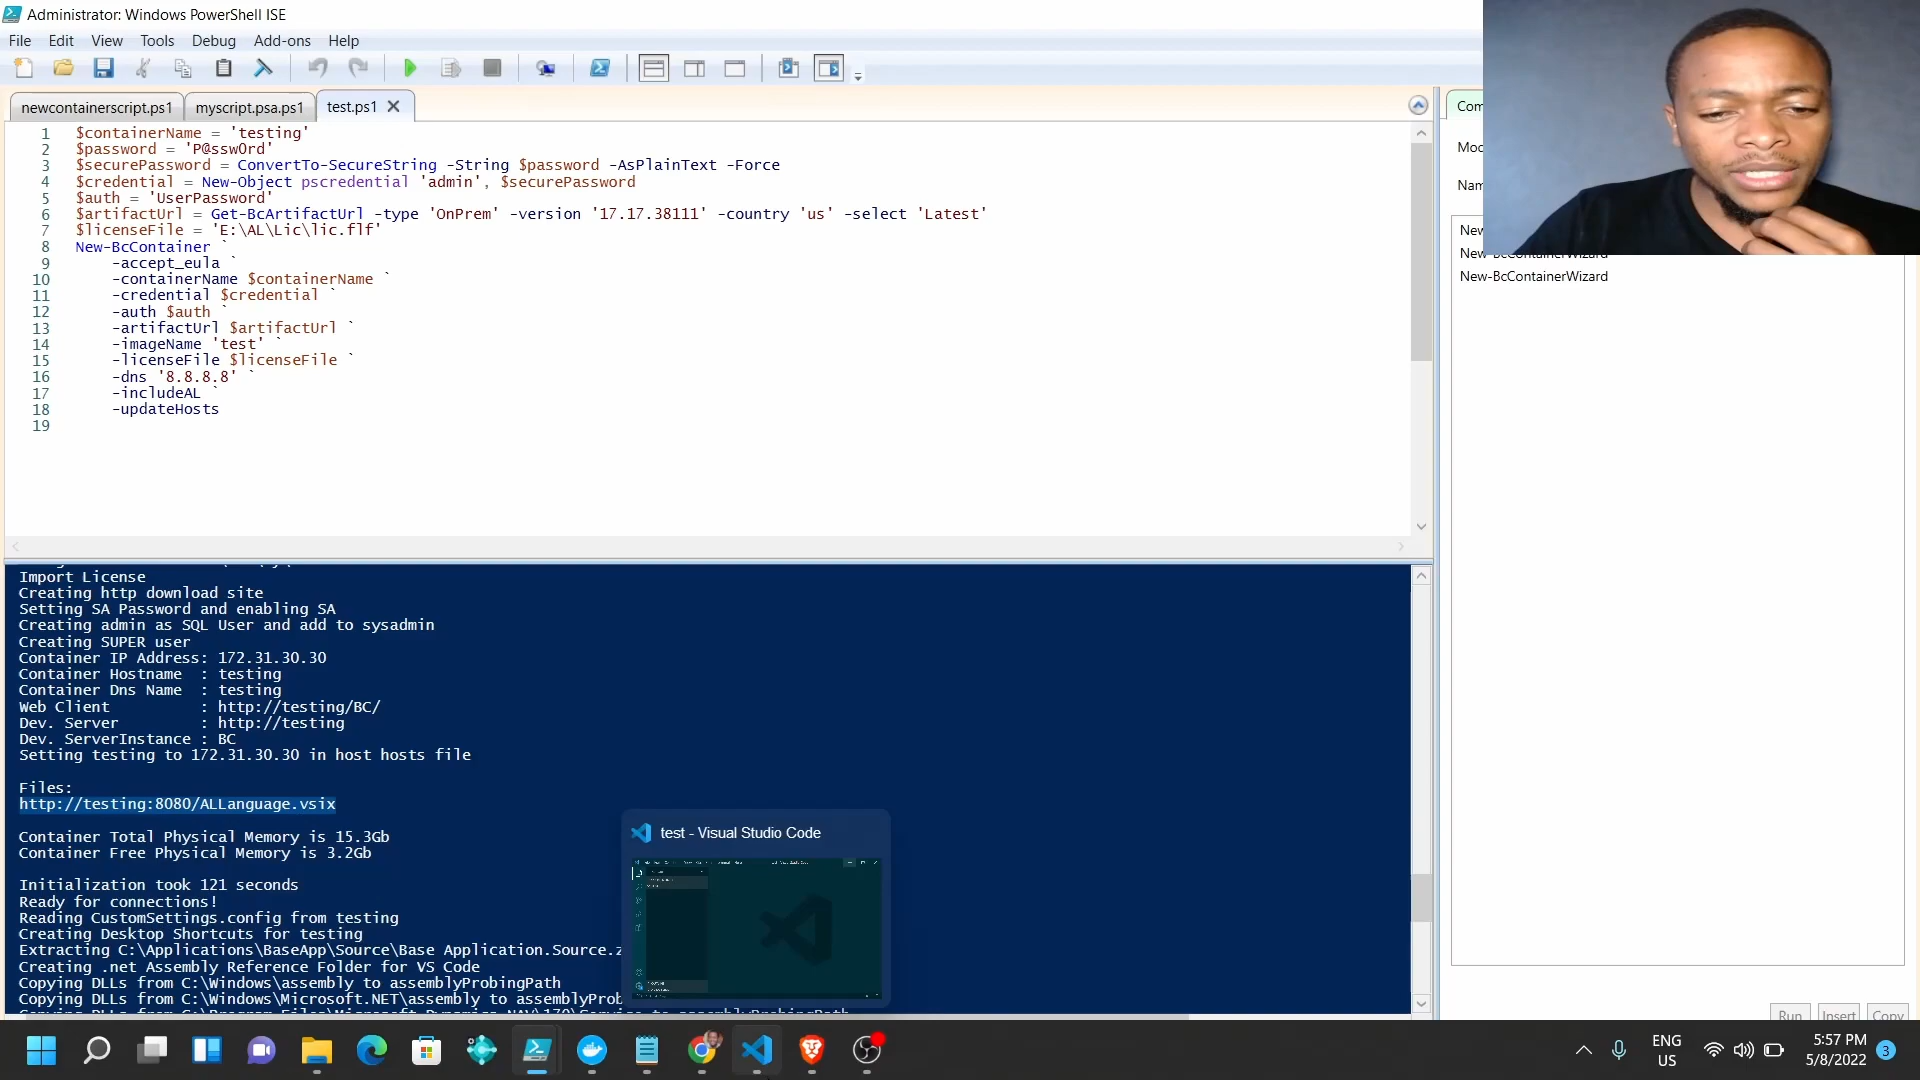 Administrator: Windows PowerShell ISE
File Edit View Tools Debug Add-ons Help
newcontainerscript.ps1 myscript.psa.ps1 test.ps1
1 $containerName = 'testing'
2 $password = 'P@ssw0rd'
3 $securePassword = ConvertTo-SecureString -String $password -AsPlainText -Force
4 $credential = New-Object pscredential 'admin', $securePassword
5 $auth = 'UserPassword'
6 $artifactUrl = Get-BcArtifactUrl -type 'OnPrem' -version '17.17.38111' -country 'us' -select 'Latest'
7 $licenseFile = 'E:\AL\Lic\lic.flf'
8 New-BcContainer `
9 -accept_eula `
10 -containerName $containerName `
11 -credential $credential `
12 -auth $auth `
13 -artifactUrl $artifactUrl `
14 -imageName 'test' `
15 -licenseFile $licenseFile `
16 -dns '8.8.8.8' `
17 -includeAL `
18 -updateHosts
19
Com
Mod
Nam
New
New-BcContainerWizard
New-BcContainerWizard
Run Insert Copy
Import License
Creating http download site
Setting SA Password and enabling SA
Creating admin as SQL User and add to sysadmin
Creating SUPER user
Container IP Address: 172.31.30.30
Container Hostname : testing
Container Dns Name : testing
Web Client : http://testing/BC/
Dev. Server : http://testing
Dev. ServerInstance : BC
Setting testing to 172.31.30.30 in host hosts file
Files:
http://testing:8080/ALLanguage.vsix
Container Total Physical Memory is 15.3Gb
Container Free Physical Memory is 3.2Gb
Initialization took 121 seconds
Ready for connections!
Reading CustomSettings.config from testing
Creating Desktop Shortcuts for testing
Extracting C:\Applications\BaseApp\Source\Base Application.Source.z
Creating .net Assembly Reference Folder for VS Code
Copying DLLs from C:\Windows\assembly to assemblyProbingPath
Copying DLLs from C:\Windows\Microsoft.NET\assembly to assemblyProb
test - Visual Studio Code
ENG
US
5:57 PM
5/8/2022
3